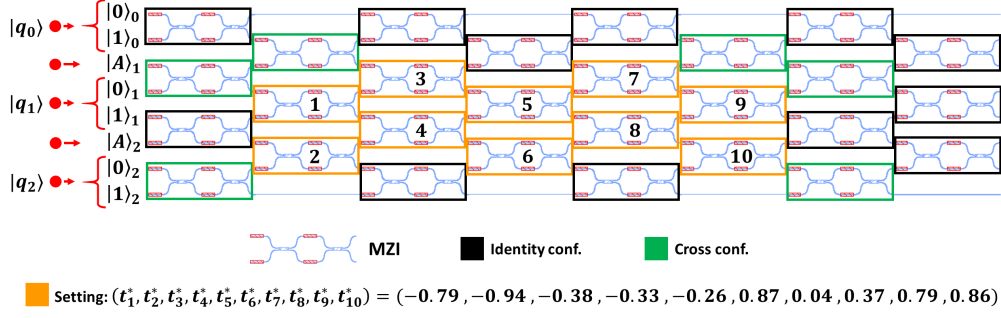 |q₀⟩
|0⟩₀
|1⟩₀
|A⟩₁
|q₁⟩
|0⟩₁
|1⟩₁
|A⟩₂
|q₂⟩
|0⟩₂
|1⟩₂
1
2
3
4
5
6
7
8
9
10
MZI
Identity conf.
Cross conf.
Setting: (t₁*, t₂*, t₃*, t₄*, t₅*, t₆*, t₇*, t₈*, t₉*, t₁₀*) = (−0.79 , −0.94 , −0.38 , −0.33 , −0.26 , 0.87 , 0.04 , 0.37 , 0.79 , 0.86)